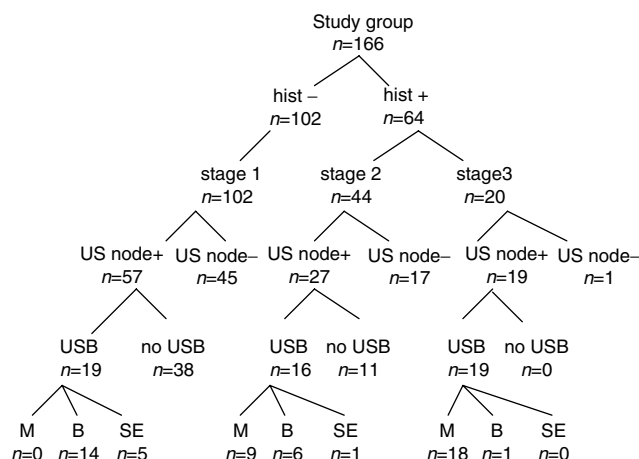 Study group
n=166
hist – hist +
n=102 n=64
stage 1 stage 2 stage3
n=102 n=44 n=20
US node+ US node– US node+ US node– US node+ US node–
n=57 n=45 n=27 n=17 n=19 n=1
USB no USB USB no USB USB no USB
n=19 n=38 n=16 n=11 n=19 n=0
M B SE M B SE M B SE
n=0 n=14 n=5 n=9 n=6 n=1 n=18 n=1 n=0